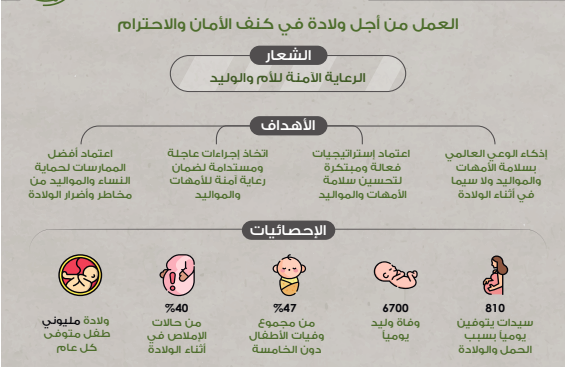 العمل من أجل ولادة في كنف الأمان والاحترام
الشعار
الرعاية الآمنة للأم والوليد
الأهداف
إذكاء الوعي العالمي
بسلامة الأمهات
والمواليد ولا سيما
في أثناء الولادة
اعتماد إستراتيجيات
فعالة ومبتكرة
لتحسين سلامة
الأمهات والمواليد
اتخاذ إجراءات عاجلة
ومستدامة لضمان
رعاية آمنة للأمهات
والمواليد
اعتماد أفضل
الممارسات لحماية
النساء والمواليد من
مخاطر وأضرار الولادة
الإحصائيات
810
سيدات يتوفين
يومياً بسبب
الحمل والولادة
6700
وفاة وليد
يومياً
%47
من مجموع
وفيات الأطفال
دون الخامسة
%40
من حالات
الإملاص في
أثناء الولادة
ولادة مليوني
طفل متوفى
كل عام